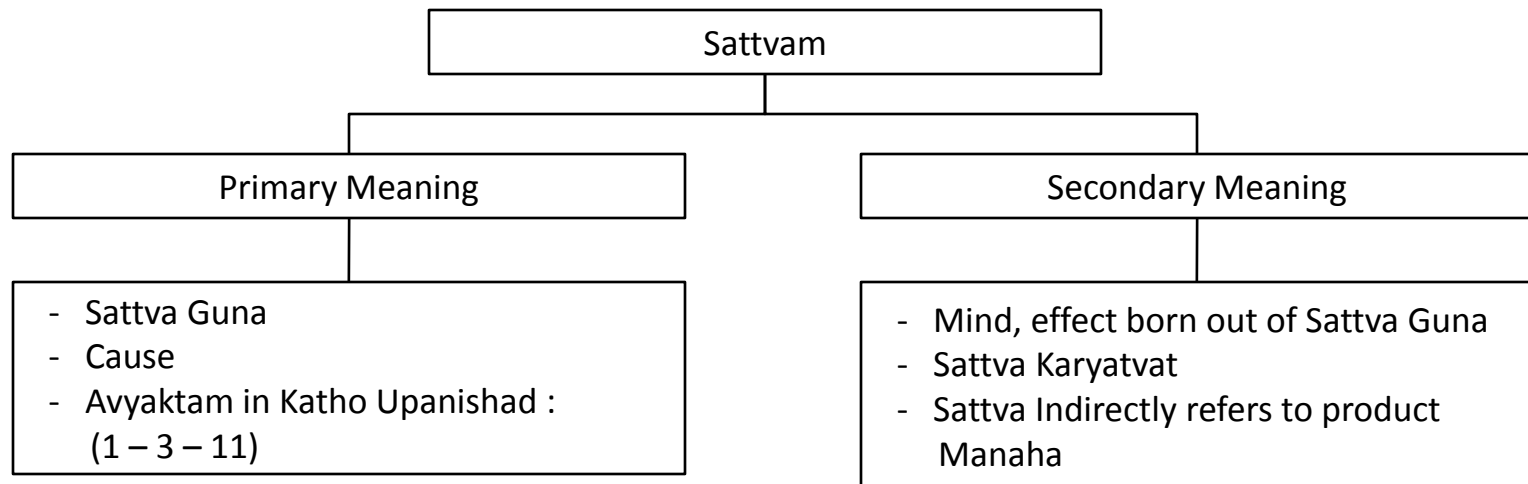 Sattvam
Primary Meaning
Secondary Meaning
- Sattva Guna
- Cause
- Avyaktam in Katho Upanishad :
(1 – 3 – 11)
- Mind, effect born out of Sattva Guna
- Sattva Karyatvat
- Sattva Indirectly refers to product
Manaha